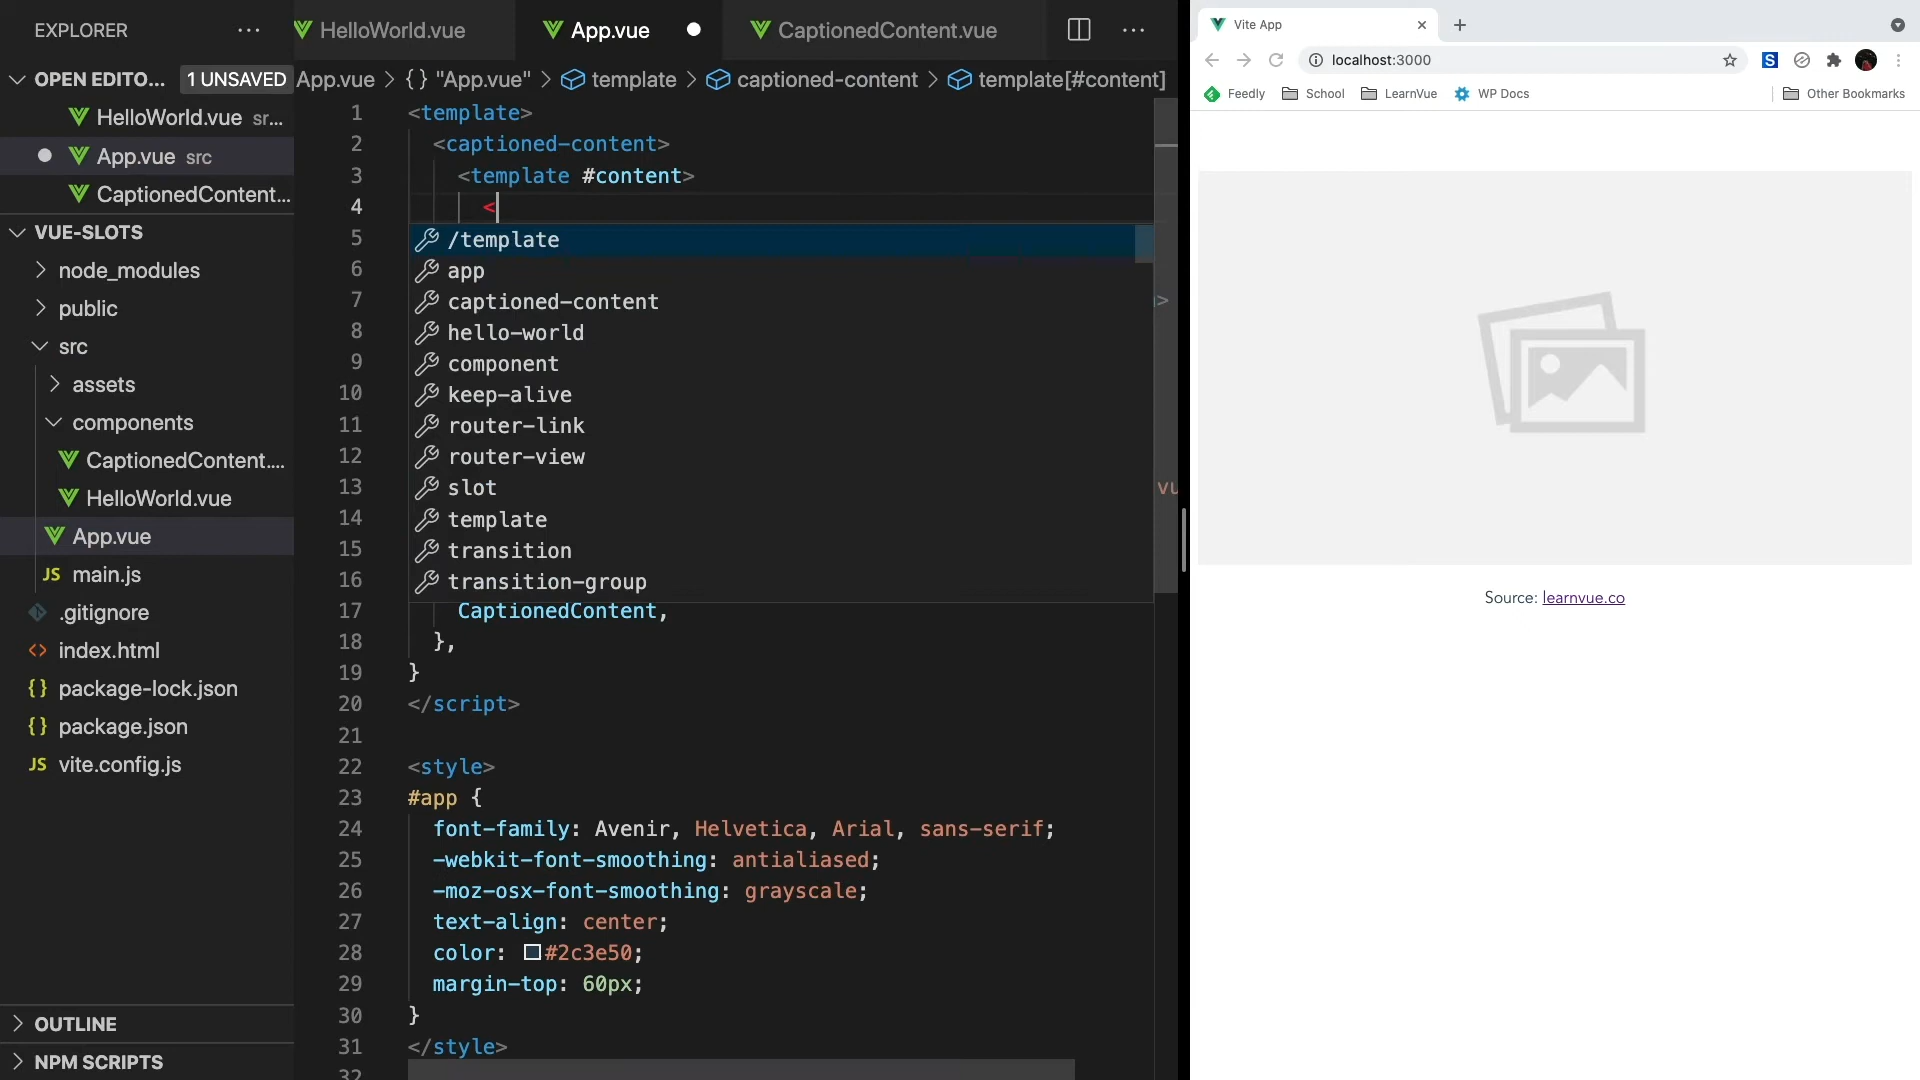 EXPLORER
OPEN EDITO... 1 UNSAVED
HelloWorld.vue sr...
App.vue src
CaptionedContent...
VUE-SLOTS
node_modules
public
src
assets
components
CaptionedContent....
HelloWorld.vue
App.vue
JS main.js
.gitignore
<> index.html
{} package-lock.json
{} package.json
JS vite.config.js
OUTLINE
NPM SCRIPTS
HelloWorld.vue App.vue CaptionedContent.vue
App.vue > {} "App.vue" > template > captioned-content > template[#content]
1 <template>
2 <captioned-content>
3 <template #content>
4 <
5 /template
6 app
7 captioned-content >
8 hello-world
9 component
10 keep-alive
11 router-link
12 router-view
13 slot vu
14 template
15 transition
16 transition-group
17 CaptionedContent,
18 },
19 }
20 </script>
21
22 <style>
23 #app {
24 font-family: Avenir, Helvetica, Arial, sans-serif;
25 -webkit-font-smoothing: antialiased;
26 -moz-osx-font-smoothing: grayscale;
27 text-align: center;
28 color: #2c3e50;
29 margin-top: 60px;
30 }
31 </style>
32
Vite App
localhost:3000
Feedly School LearnVue WP Docs Other Bookmarks
Source: learnvue.co